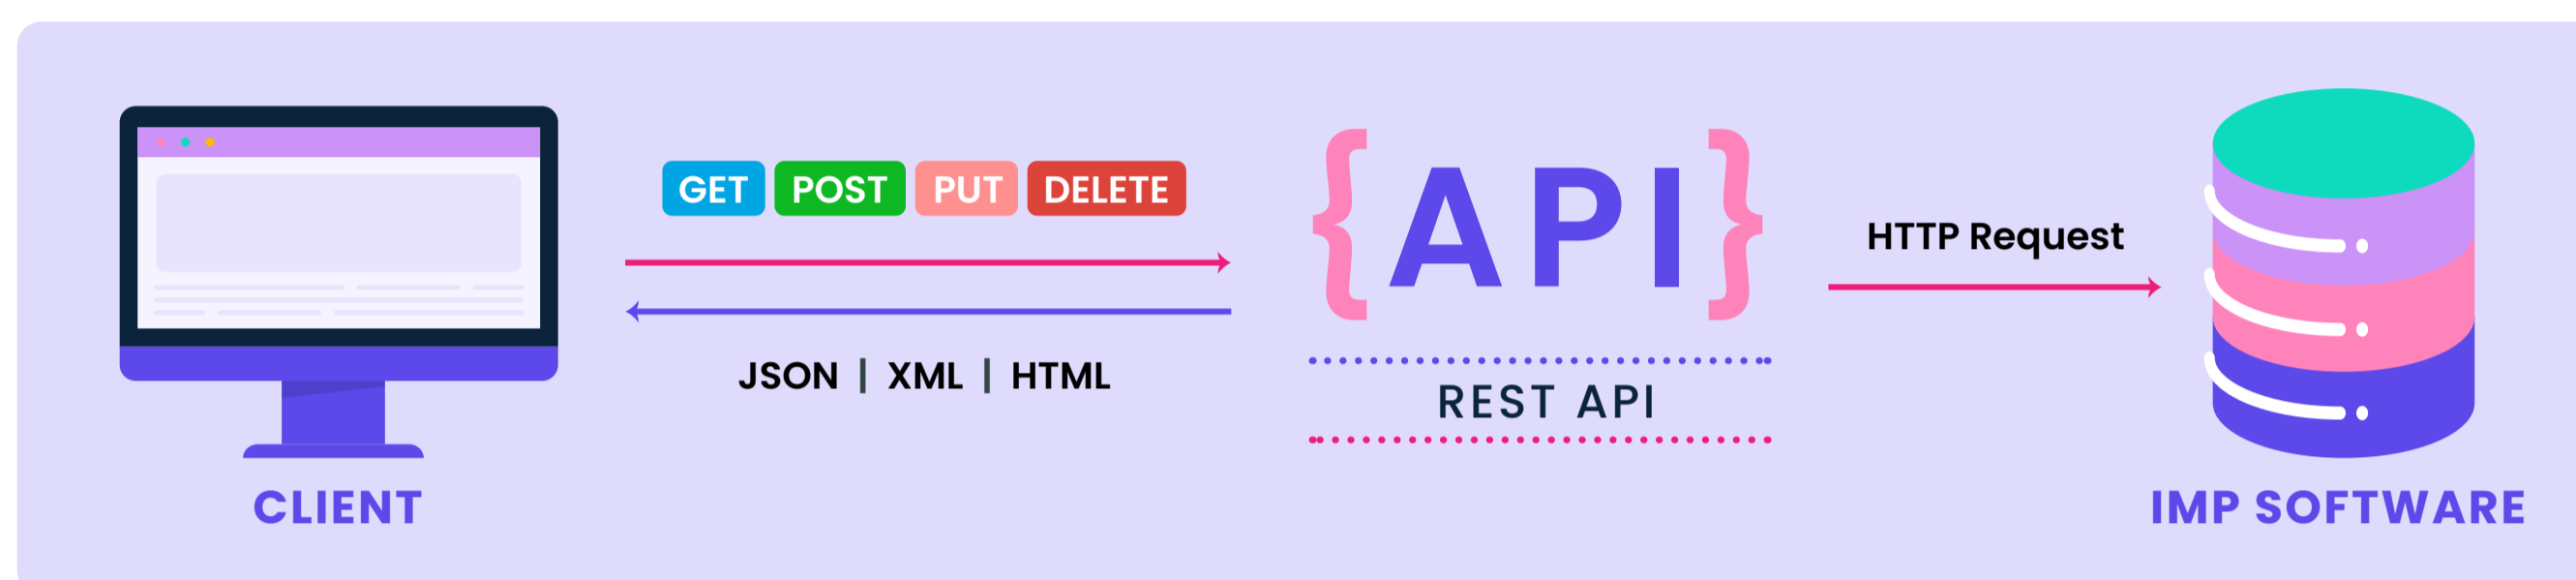 GET POST PUT DELETE
JSON | XML | HTML
CLIENT
{API}
REST API
HTTP Request
IMP SOFTWARE